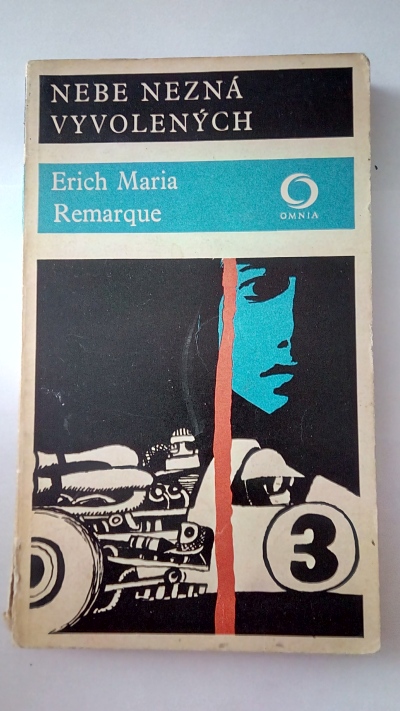 NEBE NEZNÁ
VYVOLENÝCH
Erich Maria
Remarque
OMNIA
3